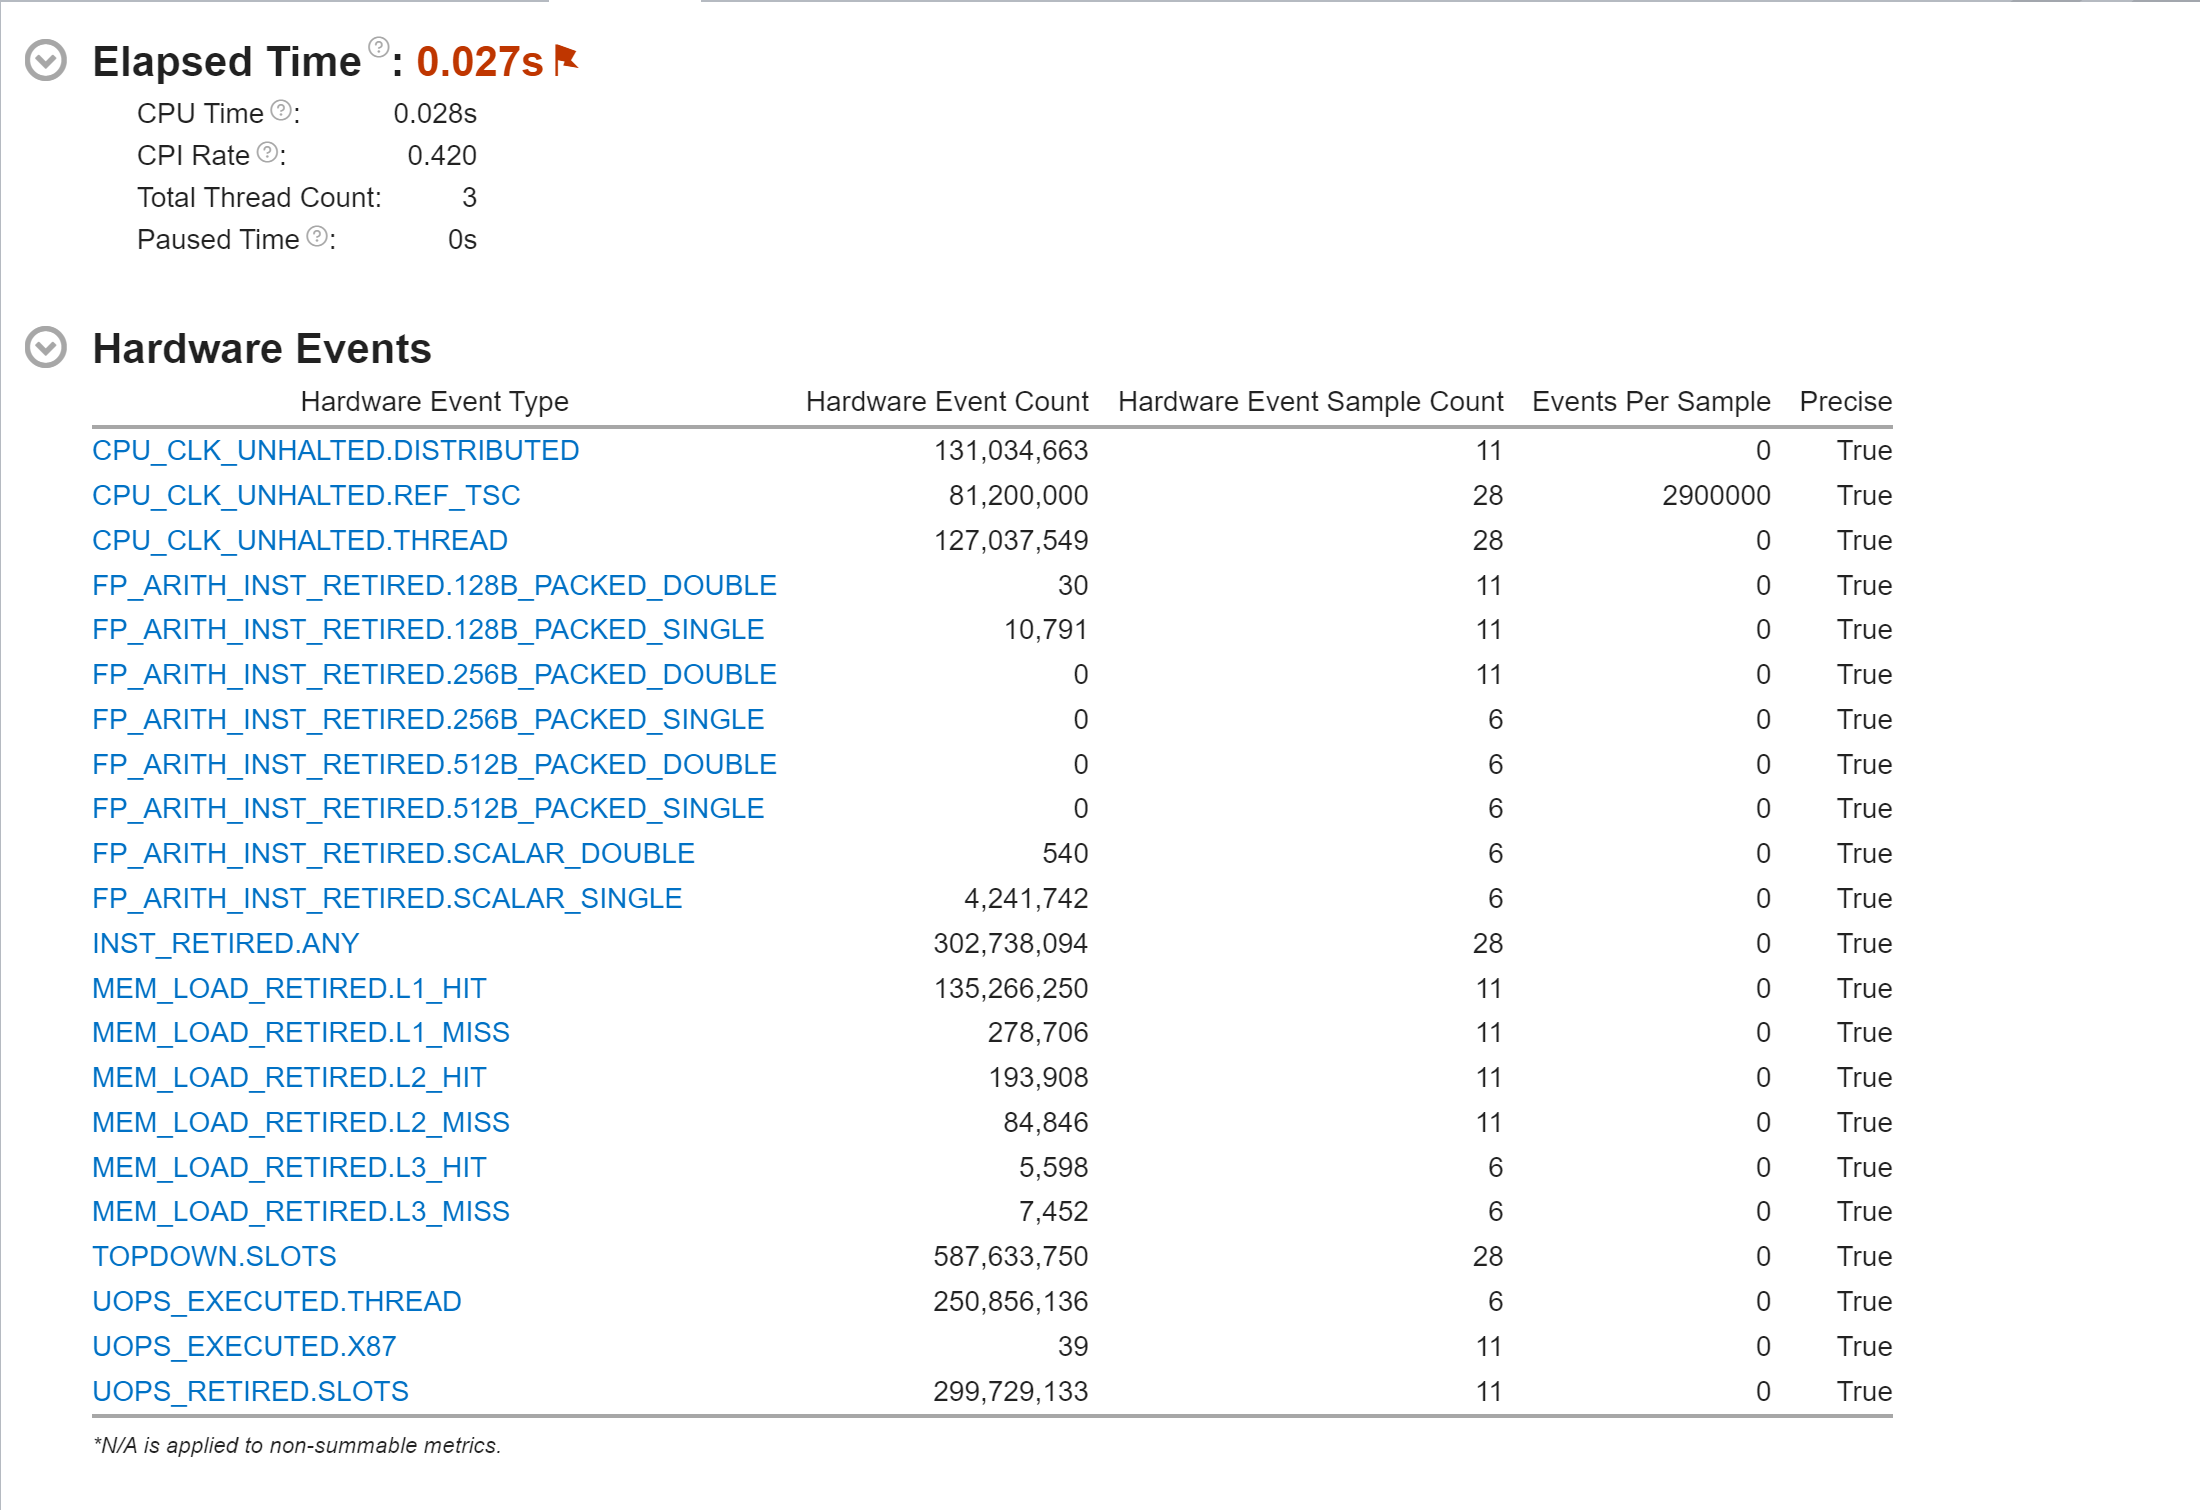 Elapsed Time ?: 0.027s
CPU Time ?: 0.028s
CPI Rate ?: 0.420
Total Thread Count: 3
Paused Time ?: 0s
Hardware Events
Hardware Event Type Hardware Event Count Hardware Event Sample Count Events Per Sample Precise
CPU_CLK_UNHALTED.DISTRIBUTED 131,034,663 11 0 True
CPU_CLK_UNHALTED.REF_TSC 81,200,000 28 2900000 True
CPU_CLK_UNHALTED.THREAD 127,037,549 28 0 True
FP_ARITH_INST_RETIRED.128B_PACKED_DOUBLE 30 11 0 True
FP_ARITH_INST_RETIRED.128B_PACKED_SINGLE 10,791 11 0 True
FP_ARITH_INST_RETIRED.256B_PACKED_DOUBLE 0 11 0 True
FP_ARITH_INST_RETIRED.256B_PACKED_SINGLE 0 6 0 True
FP_ARITH_INST_RETIRED.512B_PACKED_DOUBLE 0 6 0 True
FP_ARITH_INST_RETIRED.512B_PACKED_SINGLE 0 6 0 True
FP_ARITH_INST_RETIRED.SCALAR_DOUBLE 540 6 0 True
FP_ARITH_INST_RETIRED.SCALAR_SINGLE 4,241,742 6 0 True
INST_RETIRED.ANY 302,738,094 28 0 True
MEM_LOAD_RETIRED.L1_HIT 135,266,250 11 0 True
MEM_LOAD_RETIRED.L1_MISS 278,706 11 0 True
MEM_LOAD_RETIRED.L2_HIT 193,908 11 0 True
MEM_LOAD_RETIRED.L2_MISS 84,846 11 0 True
MEM_LOAD_RETIRED.L3_HIT 5,598 6 0 True
MEM_LOAD_RETIRED.L3_MISS 7,452 6 0 True
TOPDOWN.SLOTS 587,633,750 28 0 True
UOPS_EXECUTED.THREAD 250,856,136 6 0 True
UOPS_EXECUTED.X87 39 11 0 True
UOPS_RETIRED.SLOTS 299,729,133 11 0 True
*N/A is applied to non-summable metrics.